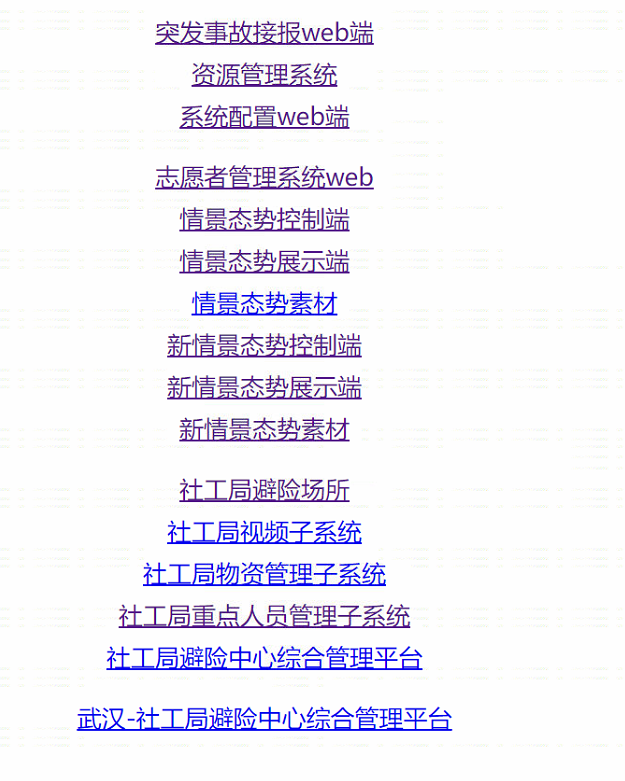 突发事故接报web端
资源管理系统
系统配置web端
志愿者管理系统web
情景态势控制端
情景态势展示端
情景态势素材
新情景态势控制端
新情景态势展示端
新情景态势素材
社工局避险场所
社工局视频子系统
社工局物资管理子系统
社工局重点人员管理子系统
社工局避险中心综合管理平台
武汉-社工局避险中心综合管理平台